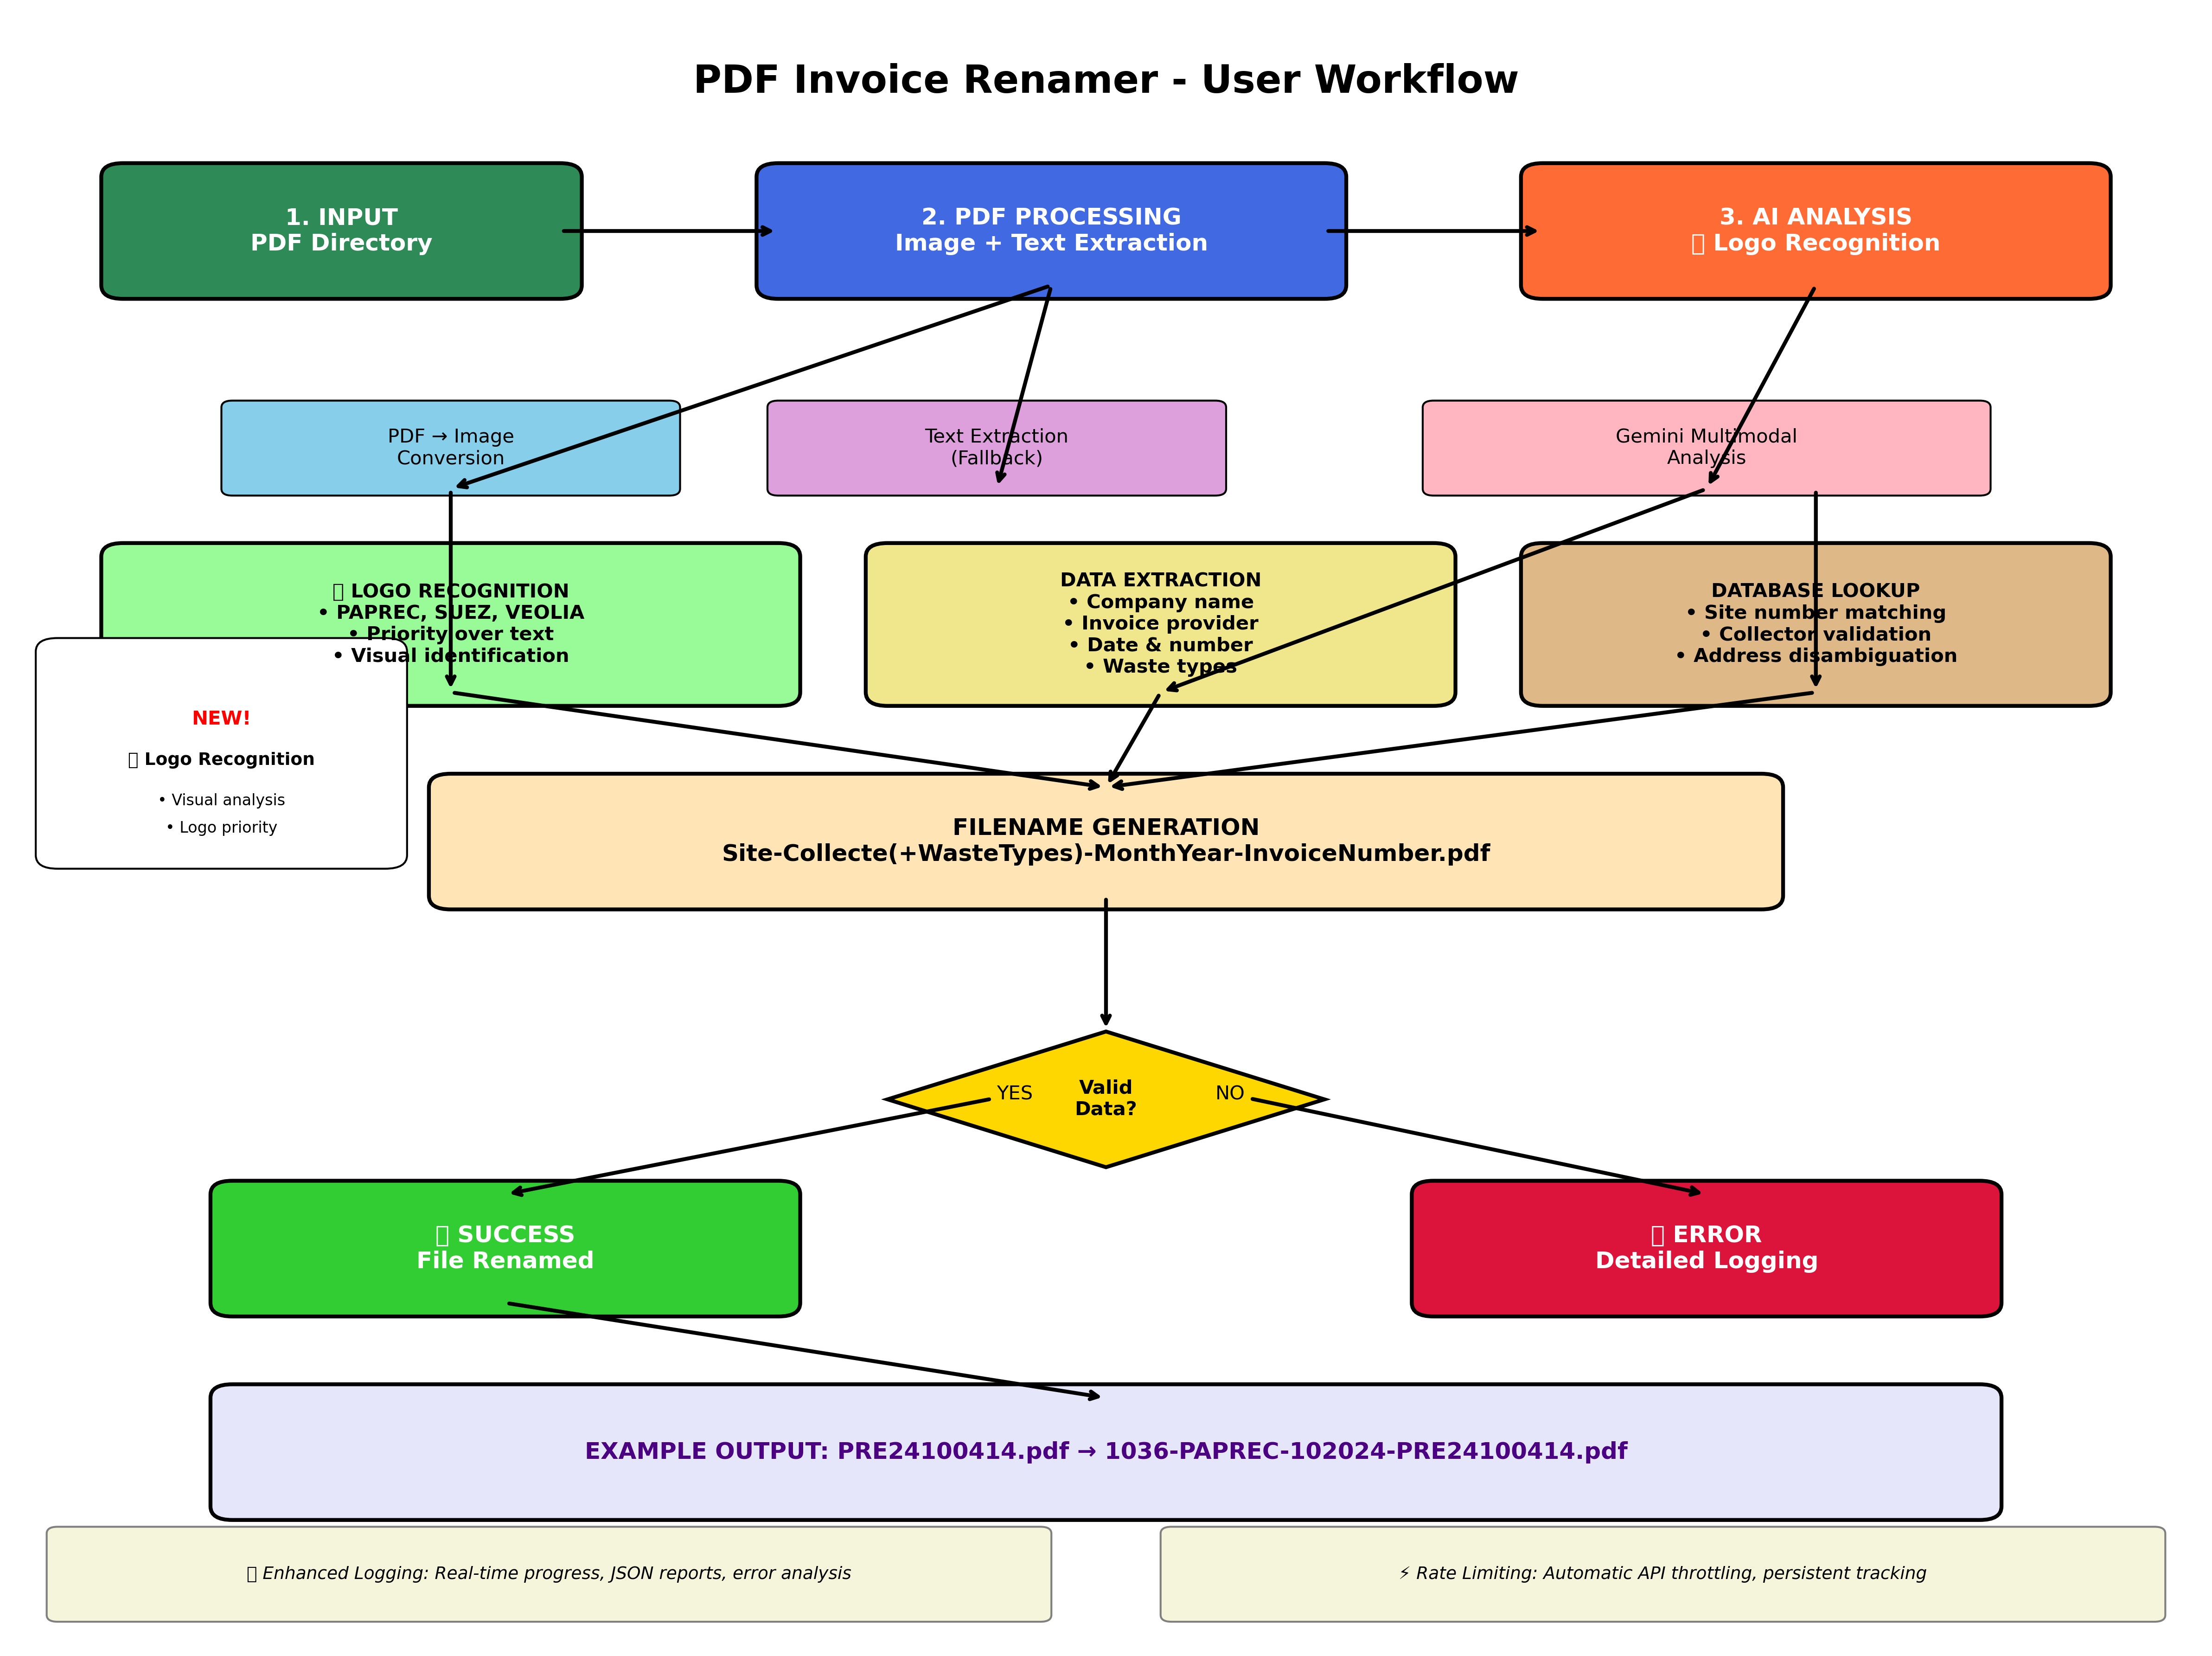 PDF Invoice Renamer - User Workflow
1. INPUT
PDF Directory
2. PDF PROCESSING
Image + Text Extraction
3. AI ANALYSIS
▯ Logo Recognition
PDF → Image
Conversion
Text Extraction
(Fallback)
Gemini Multimodal
Analysis
▯ LOGO RECOGNITION
• PAPREC, SUEZ, VEOLIA
• Priority over text
• Visual identification
DATA EXTRACTION
• Company name
• Invoice provider
• Date & number
• Waste types
DATABASE LOOKUP
• Site number matching
• Collector validation
• Address disambiguation
NEW!
▯ Logo Recognition
• Visual analysis
• Logo priority
FILENAME GENERATION
Site-Collecte(+WasteTypes)-MonthYear-InvoiceNumber.pdf
YES
Valid
Data?
NO
▯ SUCCESS
File Renamed
▯ ERROR
Detailed Logging
EXAMPLE OUTPUT: PRE24100414.pdf → 1036-PAPREC-102024-PRE24100414.pdf
▯ Enhanced Logging: Real-time progress, JSON reports, error analysis
⚡ Rate Limiting: Automatic API throttling, persistent tracking